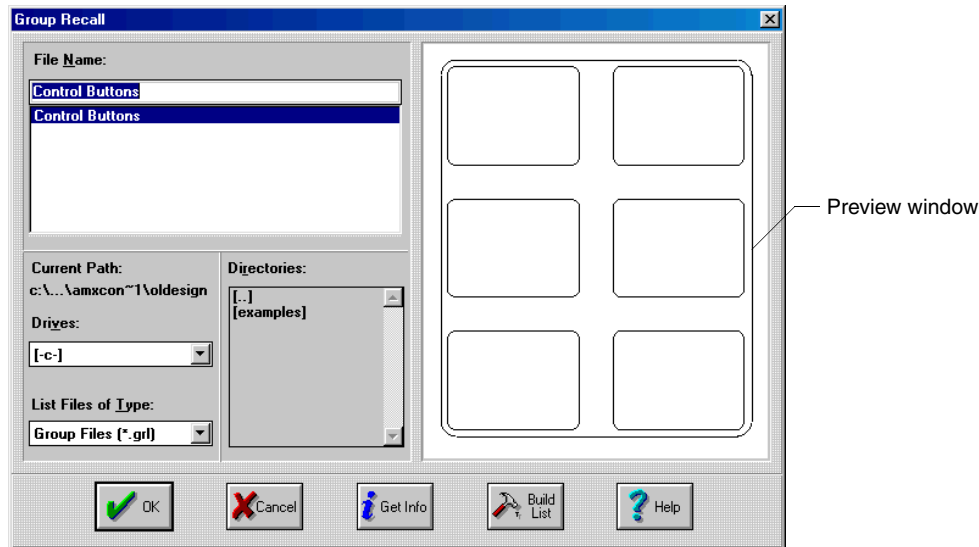 Group Recall
File Name:
Control Buttons
Control Buttons
Current Path:
c:\...\amxcon~1\oldesign
Drives:
[-c-]
List Files of Type:
Group Files (*.grl)
Directories:
[..]
[examples]
Preview window
OK
Cancel
Get Info
Build
List
Help